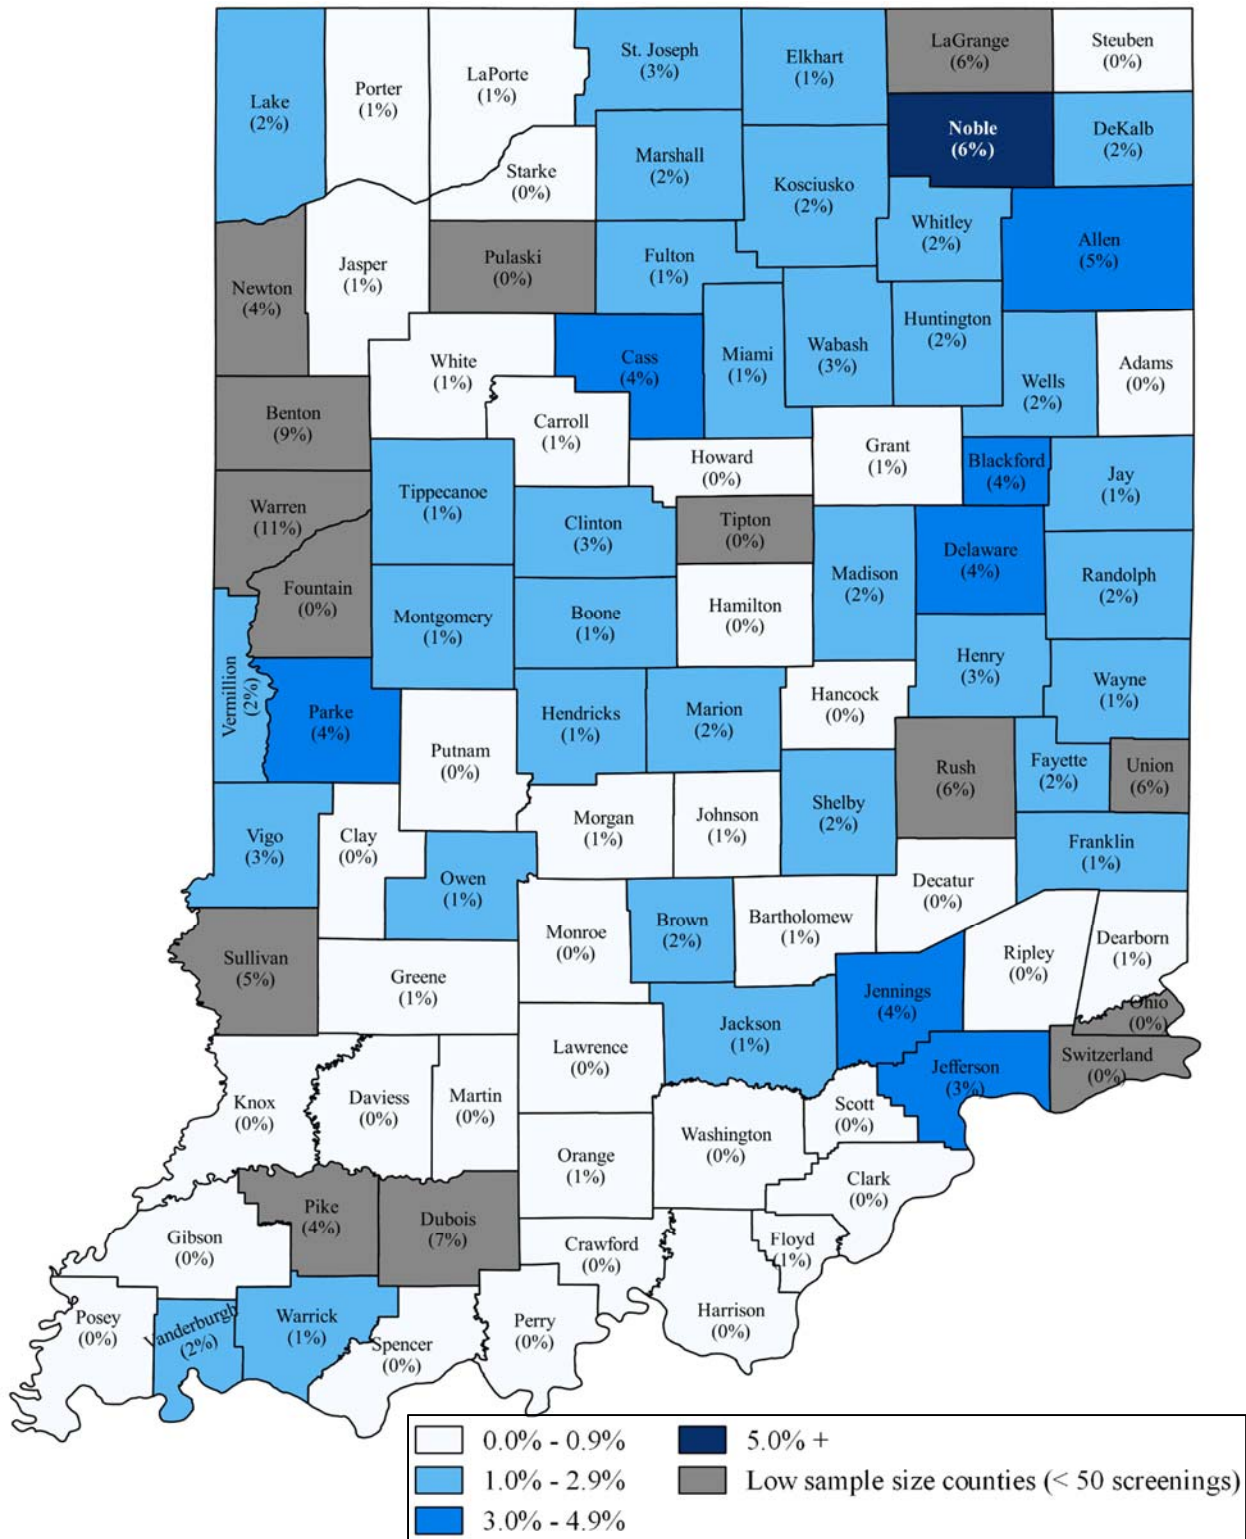 St. Joseph
(3%)
Elkhart
(1%)
LaGrange
(6%)
Steuben
(0%)
Lake
(2%)
Porter
(1%)
LaPorte
(1%)
Noble
(6%)
DeKalb
(2%)
Starke
(0%)
Marshall
(2%)
Kosciusko
(2%)
Whitley
(2%)
Allen
(5%)
Newton
(4%)
Jasper
(1%)
Pulaski
(0%)
Fulton
(1%)
White
(1%)
Cass
(4%)
Miami
(1%)
Wabash
(3%)
Huntington
(2%)
Wells
(2%)
Adams
(0%)
Benton
(9%)
Carroll
(1%)
Howard
(0%)
Grant
(1%)
Blackford
(4%)
Jay
(1%)
Warren
(11%)
Tippecanoe
(1%)
Clinton
(3%)
Tipton
(0%)
Madison
(2%)
Delaware
(4%)
Randolph
(2%)
Fountain
(0%)
Montgomery
(1%)
Boone
(1%)
Hamilton
(0%)
Henry
(3%)
Wayne
(1%)
Vermillion
(2%)
Parke
(4%)
Putnam
(0%)
Hendricks
(1%)
Marion
(2%)
Hancock
(0%)
Rush
(6%)
Fayette
(2%)
Union
(6%)
Vigo
(3%)
Clay
(0%)
Morgan
(1%)
Johnson
(1%)
Shelby
(2%)
Franklin
(1%)
Owen
(1%)
Monroe
(0%)
Brown
(2%)
Bartholomew
(1%)
Decatur
(0%)
Ripley
(0%)
Dearborn
(1%)
Sullivan
(5%)
Greene
(1%)
Jackson
(1%)
Jennings
(4%)
Ohio
(0%)
Lawrence
(0%)
Jefferson
(3%)
Switzerland
(0%)
Knox
(0%)
Daviess
(0%)
Martin
(0%)
Scott
(0%)
Orange
(1%)
Washington
(0%)
Clark
(0%)
Gibson
(0%)
Pike
(4%)
Dubois
(7%)
Crawford
(0%)
Floyd
(1%)
Posey
(0%)
Vanderburgh
(2%)
Warrick
(1%)
Spencer
(0%)
Perry
(0%)
Harrison
(0%)
0.0% - 0.9%
1.0% - 2.9%
3.0% - 4.9%
5.0% +
Low sample size counties (< 50 screenings)